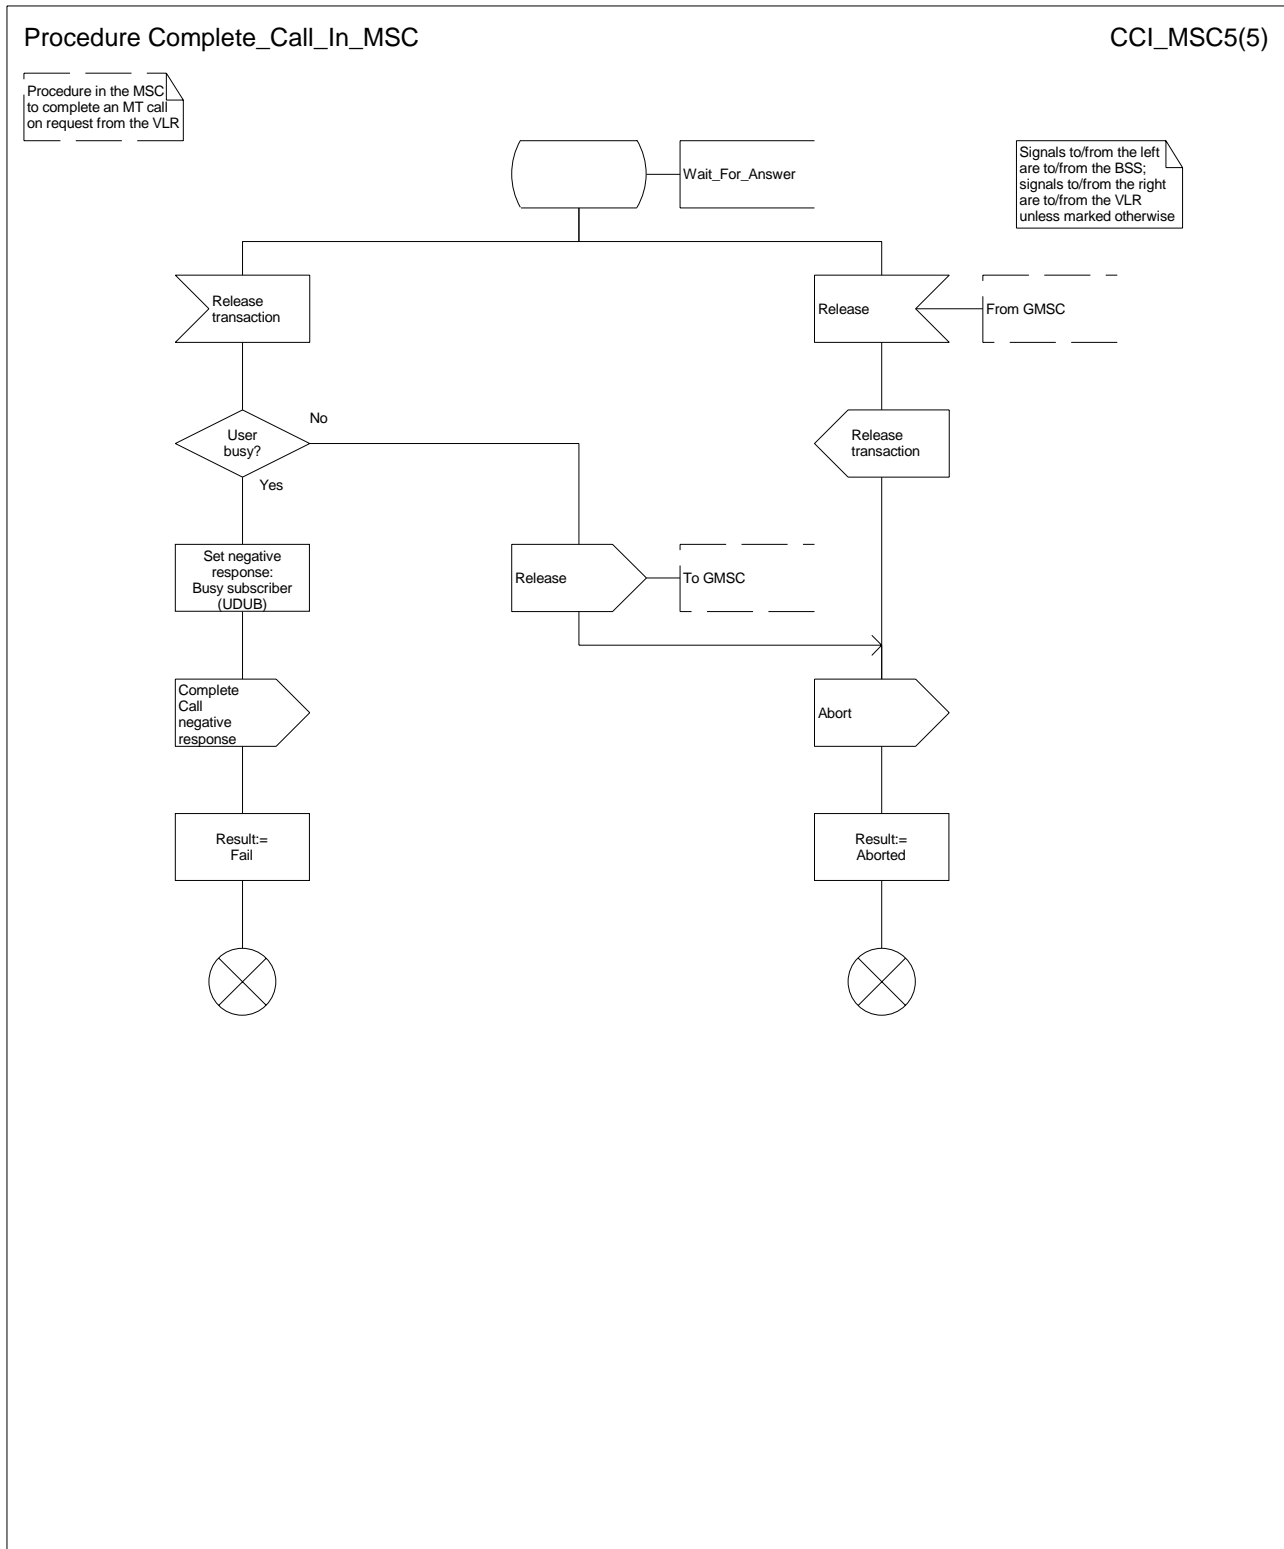 Procedure Complete_Call_In_MSC
CCI_MSC5(5)
Procedure in the MSC
to complete an MT call
on request from the VLR
Wait_For_Answer
Signals to/from the left
are to/from the BSS;
signals to/from the right
are to/from the VLR
unless marked otherwise
Release
transaction
Release
From GMSC
User
busy?
No
Yes
Release
transaction
Set negative
response:
Busy subscriber
(UDUB)
Release
To GMSC
Complete
Call
negative
response
Abort
Result:=
Fail
Result:=
Aborted